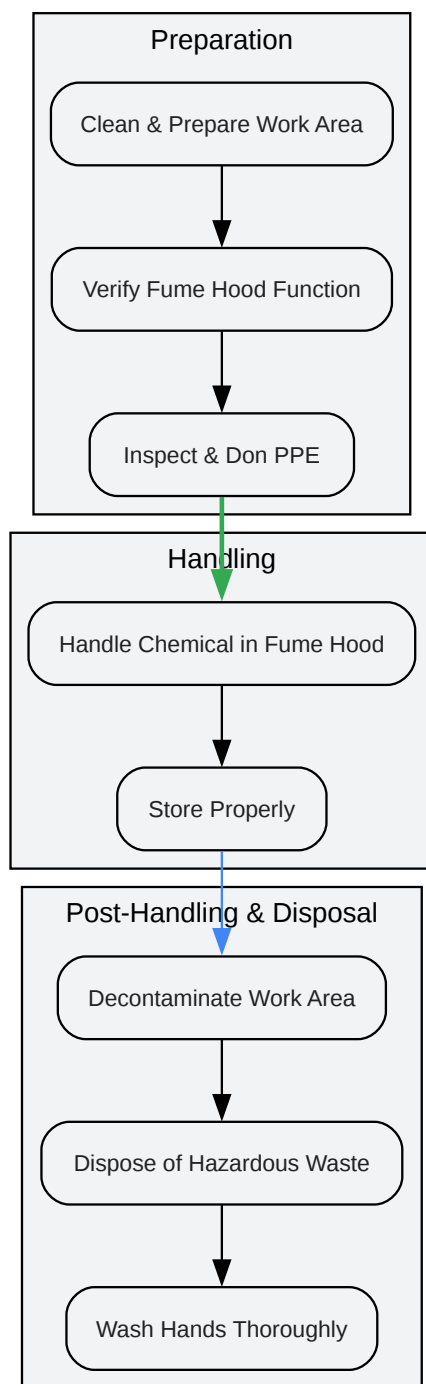 Preparation
Clean & Prepare Work Area
Verify Fume Hood Function
Inspect & Don PPE
Handling
Handle Chemical in Fume Hood
Store Properly
Post-Handling & Disposal
Decontaminate Work Area
Dispose of Hazardous Waste
Wash Hands Thoroughly